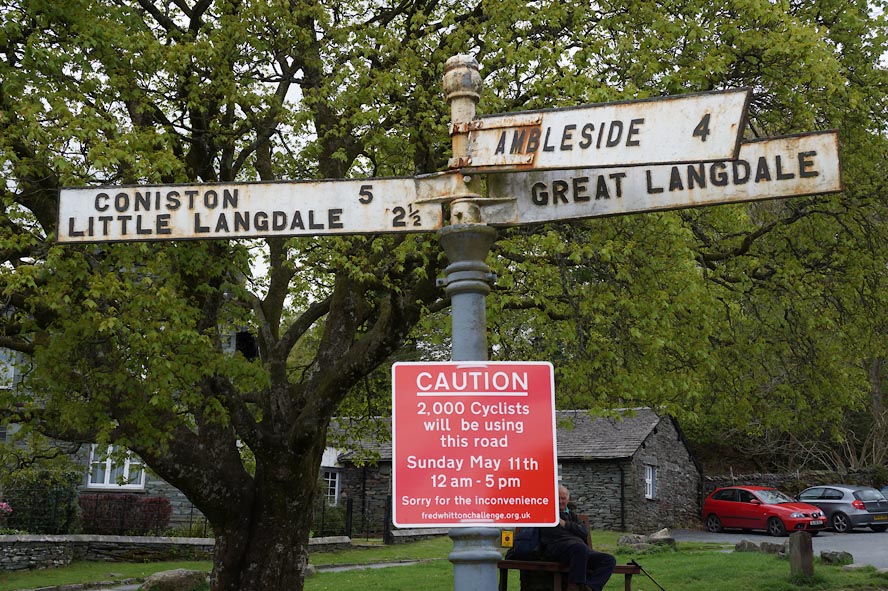 AMBLESIDE 4
GREAT LANGDALE
CONISTON 5
LITTLE LANGDALE 2½
CAUTION
2,000 Cyclists
will be using
this road
Sunday May 11th
12 am - 5 pm
Sorry for the inconvenience
fredwhittonchallenge.org.uk